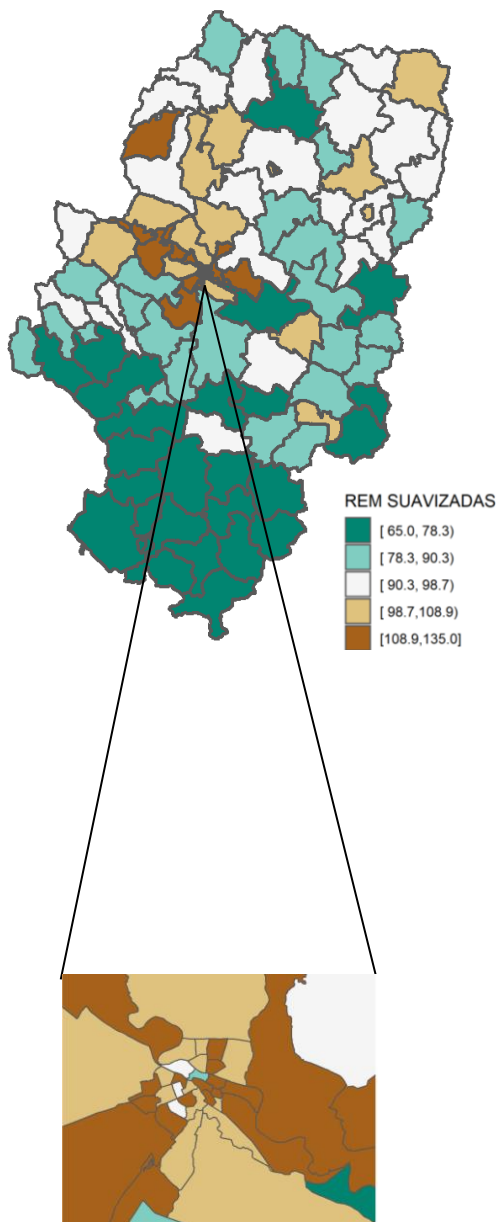 REM SUAVIZADAS
[ 65.0, 78.3)
[ 78.3, 90.3)
[ 90.3, 98.7)
[ 98.7,108.9)
[108.9,135.0]